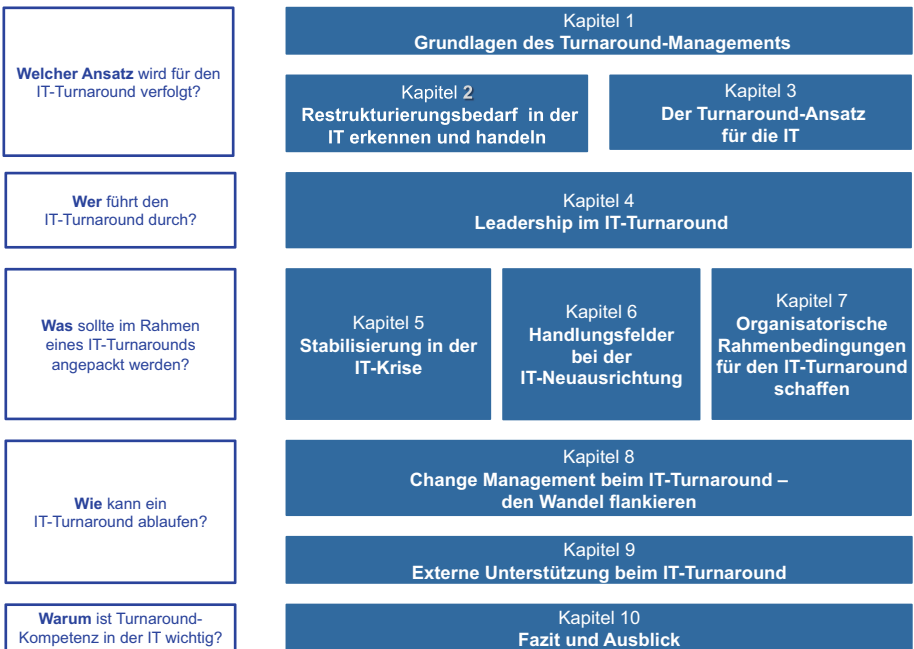 Welcher Ansatz wird für den
IT-Turnaround verfolgt?
Kapitel 1
Grundlagen des Turnaround-Managements
Kapitel 2
Restrukturierungsbedarf in der
IT erkennen und handeln
Kapitel 3
Der Turnaround-Ansatz
für die IT
Wer führt den
IT-Turnaround durch?
Kapitel 4
Leadership im IT-Turnaround
Was sollte im Rahmen
eines IT-Turnarounds
angepackt werden?
Kapitel 5
Stabilisierung in der
IT-Krise
Kapitel 6
Handlungsfelder
bei der
IT-Neuausrichtung
Kapitel 7
Organisatorische
Rahmenbedingungen
für den IT-Turnaround
schaffen
Wie kann ein
IT-Turnaround ablaufen?
Kapitel 8
Change Management beim IT-Turnaround –
den Wandel flankieren
Kapitel 9
Externe Unterstützung beim IT-Turnaround
Warum ist Turnaround-
Kompetenz in der IT wichtig?
Kapitel 10
Fazit und Ausblick